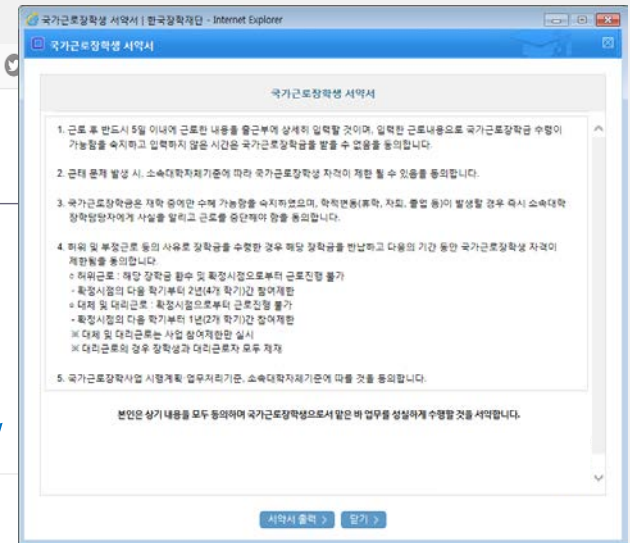 국가근로장학생 서약서 | 한국장학재단 - Internet Explorer
국가근로장학생 서약서
국가근로장학생 서약서
1. 근로 후 반드시 5일 이내에 근로한 내용을 출근부에 상세히 입력할 것이며, 입력한 근로내용으로 국가근로장학금 수령이
가능함을 숙지하고 입력하지 않은 시간은 국가근로장학금을 받을 수 없음을 동의합니다.
2. 근태 문제 발생 시, 소속대학자체기준에 따라 국가근로장학생 자격이 제한 될 수 있음을 동의합니다.
3. 국가근로장학금은 재학 중에만 수혜 가능함을 숙지하였으며, 학적변동(휴학, 자퇴, 졸업 등)이 발생할 경우 즉시 소속대학
장학담당자에게 사실을 알리고 근로를 중단해야 함을 동의합니다.
4. 허위 및 부정근로 등의 사유로 장학금을 수령한 경우 해당 장학금을 반납하고 다음의 기간 동안 국가근로장학생 자격이
제한됨을 동의합니다.
○ 허위근로 : 해당 장학금 환수 및 확정시점으로부터 근로진행 불가
- 확정시점의 다음 학기부터 2년(4개 학기)간 참여제한
○ 대체 및 대리근로 : 확정시점으로부터 근로진행 불가
- 확정시점의 다음 학기부터 1년(2개 학기)간 참여제한
※ 대체 및 대리근로는 사업 참여제한만 실시
※ 대리근로의 경우 장학생과 대리근로자 모두 제재
5. 국가근로장학사업 시행계획·업무처리기준, 소속대학자체기준에 따를 것을 동의합니다.
본인은 상기 내용을 모두 동의하며 국가근로장학생으로서 맡은 바 업무를 성실하게 수행할 것을 서약합니다.
서약서 출력 >
닫기 >